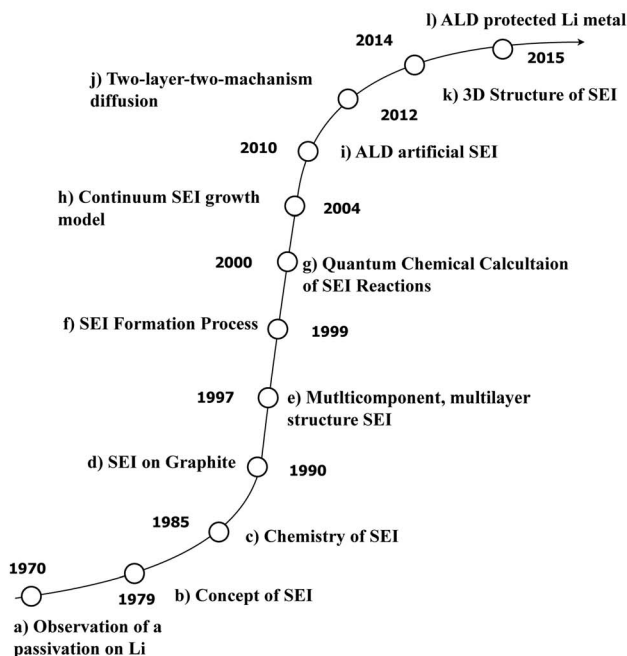 l) ALD protected Li metal
2014
2015
j) Two-layer-two-machanism
diffusion
k) 3D Structure of SEI
2012
2010
i) ALD artificial SEI
h) Continuum SEI growth
model
2004
2000
g) Quantum Chemical Calcultaion
of SEI Reactions
f) SEI Formation Process
1999
1997
e) Mutlticomponent, multilayer
structure SEI
d) SEI on Graphite
1990
1985
c) Chemistry of SEI
1970
1979
b) Concept of SEI
a) Observation of a
passivation on Li